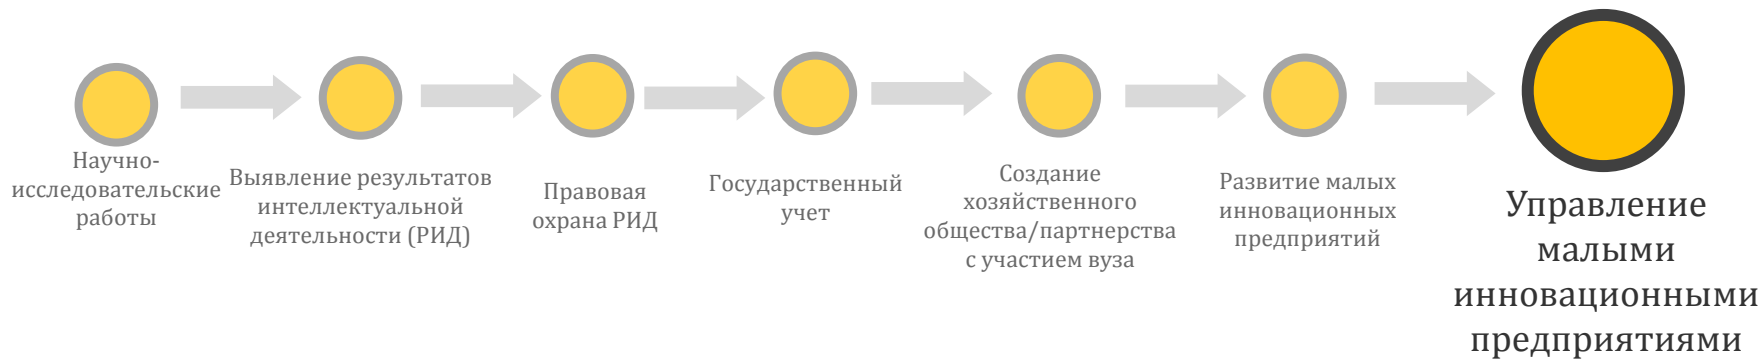 Научно-
исследовательские
работы
Выявление результатов
интеллектуальной
деятельности (РИД)
Правовая
охрана РИД
Государственный
учет
Создание
хозяйственного
общества/партнерства
с участием вуза
Развитие малых
инновационных
предприятий
Управление
малыми
инновационными
предприятиями